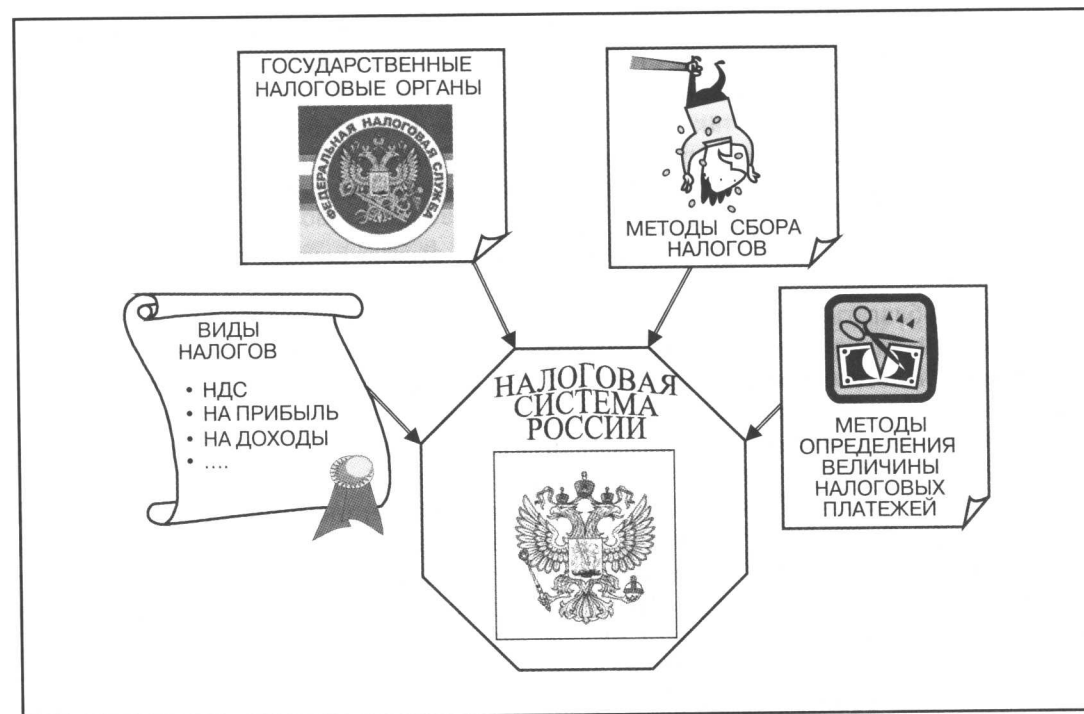 ГОСУДАРСТВЕННЫЕ
НАЛОГОВЫЕ ОРГАНЫ
ФЕДЕРАЛЬНАЯ НАЛОГОВАЯ СЛУЖБА
МЕТОДЫ СБОРА
НАЛОГОВ
ВИДЫ
НАЛОГОВ
• НДС
• НА ПРИБЫЛЬ
• НА ДОХОДЫ
• ....
НАЛОГОВАЯ
СИСТЕМА
РОССИИ
МЕТОДЫ
ОПРЕДЕЛЕНИЯ
ВЕЛИЧИНЫ
НАЛОГОВЫХ
ПЛАТЕЖЕЙ